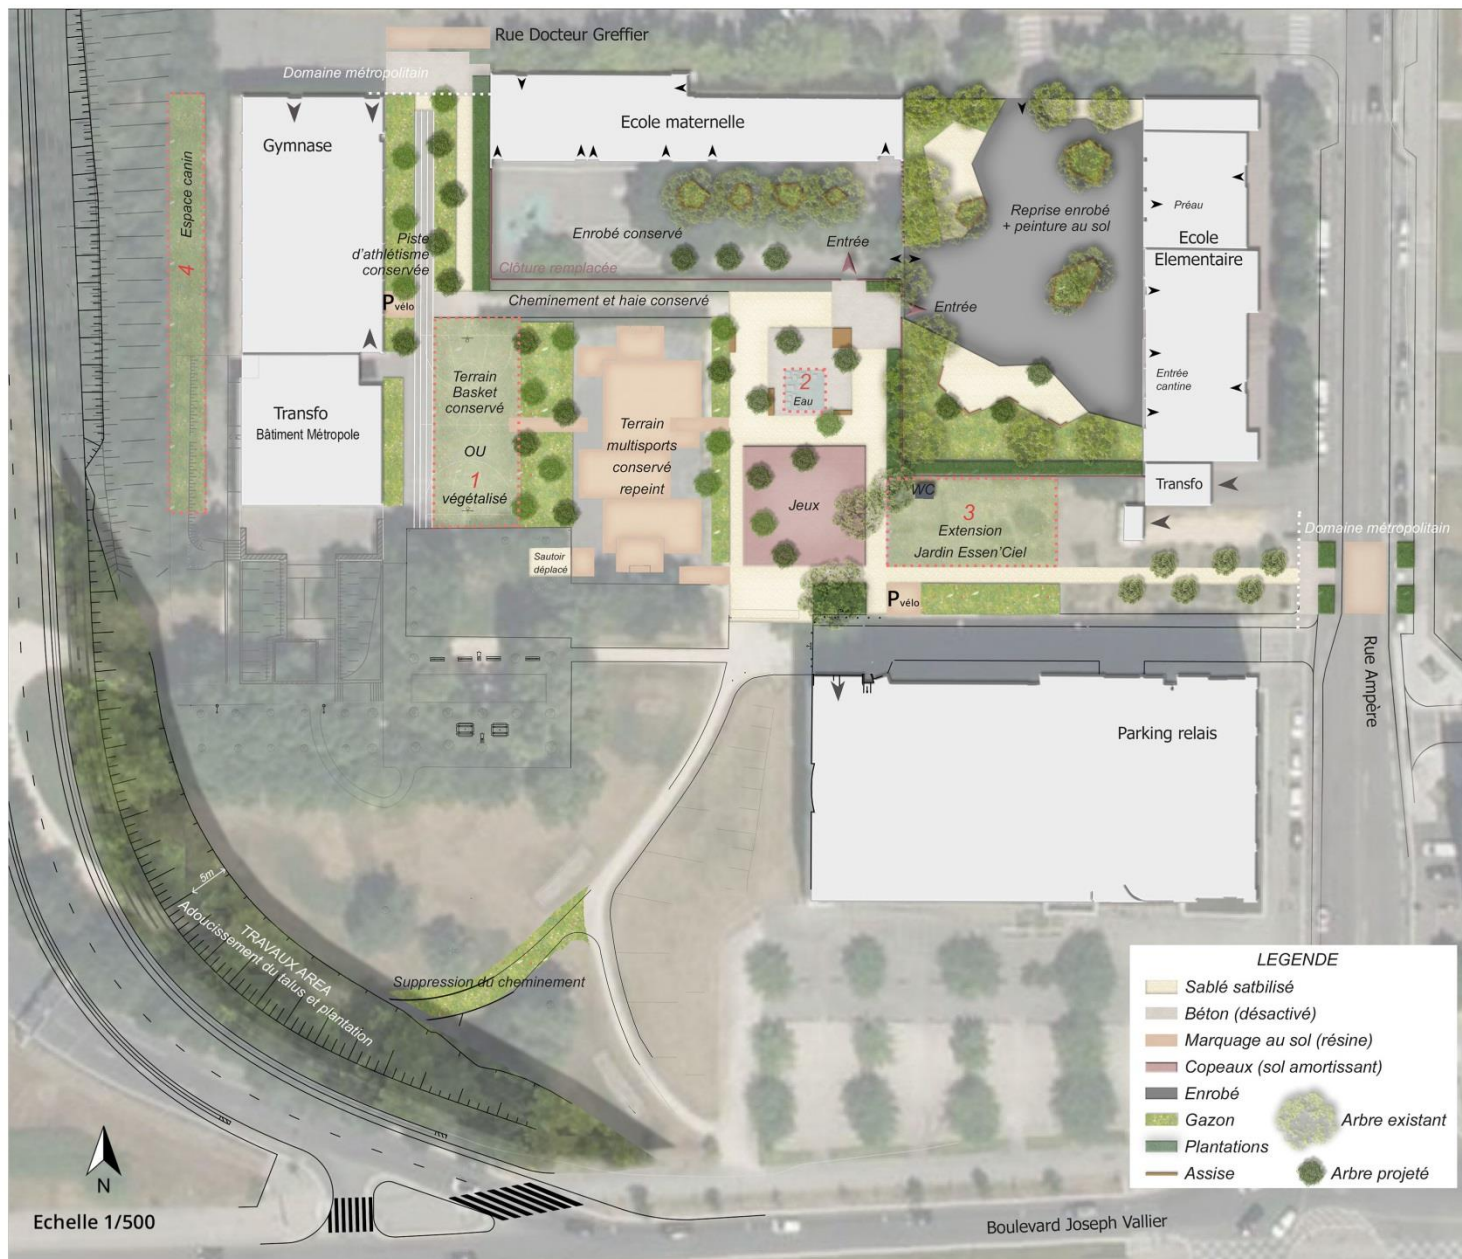 Rue Docteur Greffier
Domaine métropolitain
Gymnase
Ecole maternelle
4
Espace canin
Piste
d'athlétisme
conservée
Enrobé conservé
Entrée
Clôture remplacée
Reprise enrobé
+ peinture au sol
Préau
Ecole
Elementaire
Pvélo
Cheminement et haie conservé
Entrée
Terrain
Basket
conservé
OU
1
végétalisé
Terrain
multisports
conservé
repeint
2
Eau
Entrée
cantine
Transfo
Bâtiment Métropole
Jeux
WC
3
Extension
Jardin Essen'Ciel
Transfo
Domaine métropolitain
Sautoir
déplacé
Pvélo
Rue Ampère
Parking relais
5m
TRAVAUX AREA
Adoucissement du talus et plantation
Suppression du cheminement
LEGENDE
Sablé satbilisé
Béton (désactivé)
Marquage au sol (résine)
Copeaux (sol amortissant)
Enrobé
Gazon
Arbre existant
Plantations
Assise
Arbre projeté
N
Echelle 1/500
Boulevard Joseph Vallier